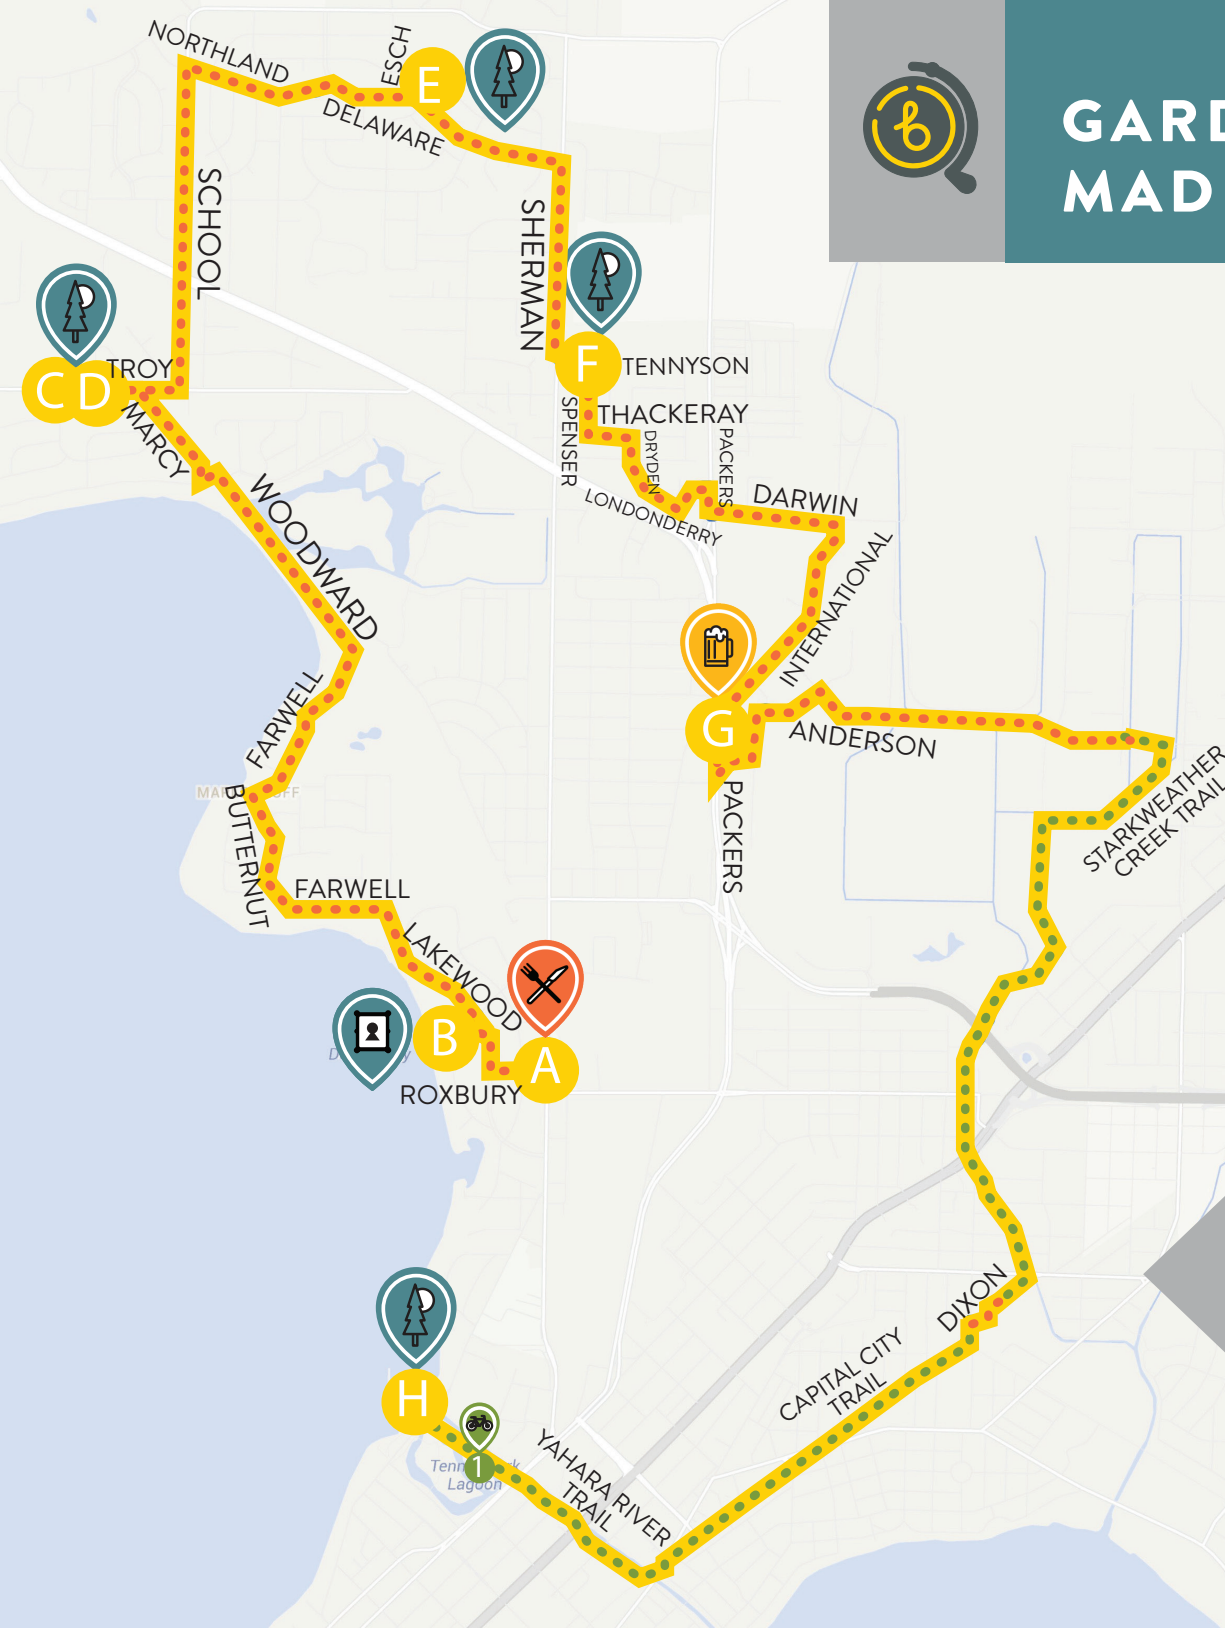 GARD
MAD
NORTHLAND
ESCH
E
DELAWARE
SCHOOL
SHERMAN
C D
TROY
MARCY
F
TENNYSON
SPENSER
THACKERAY
DRYDEN
PACKERS
LONDONDERRY
DARWIN
INTERNATIONAL
WOODWARD
FARWELL
G
ANDERSON
PACKERS
STARKWEATHER
CREEK TRAIL
BUTTERNUT
FARWELL
LAKEWOOD
B
A
ROXBURY
DIXON
CAPITAL CITY
TRAIL
H
1
Lagoon
YAHARA RIVER
TRAIL